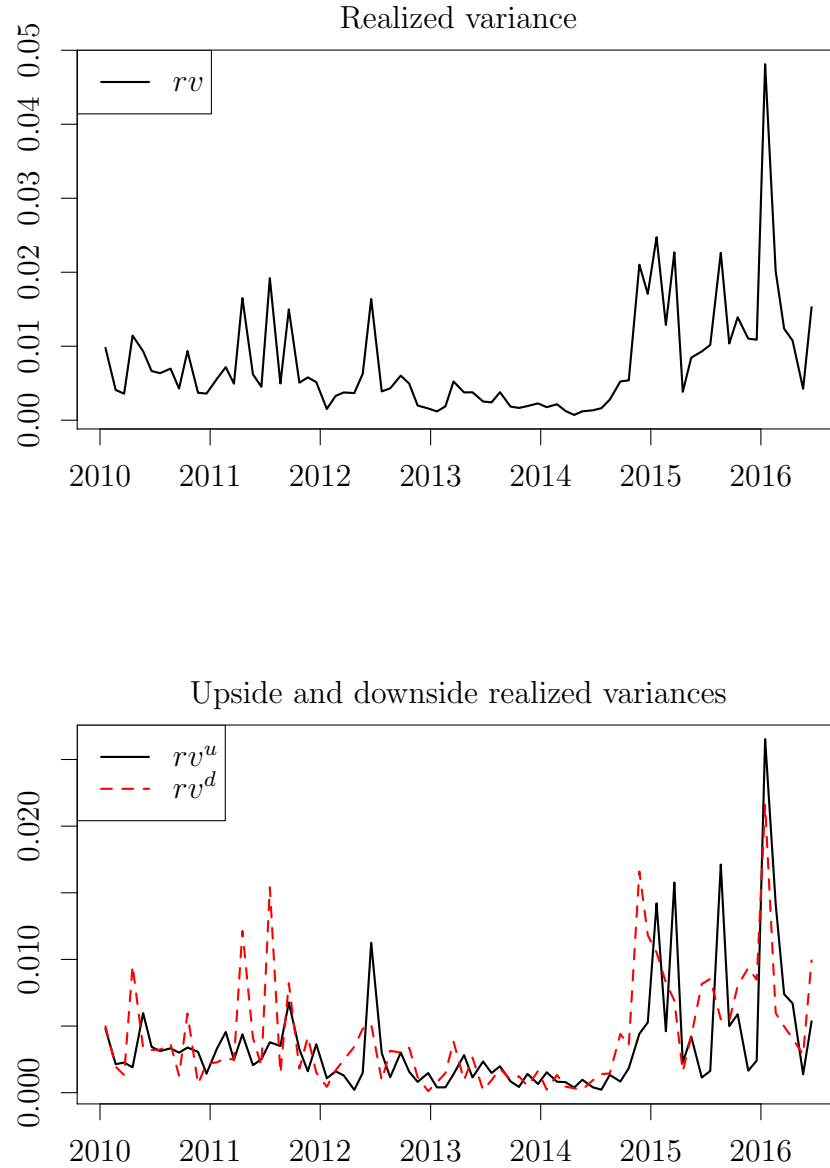 Realized variance
rv
0.05
0.04
0.03
0.02
0.01
0.00
2010 2011 2012 2013 2014 2015 2016
Upside and downside realized variances
rv^u
rv^d
0.020
0.010
0.000
2010 2011 2012 2013 2014 2015 2016